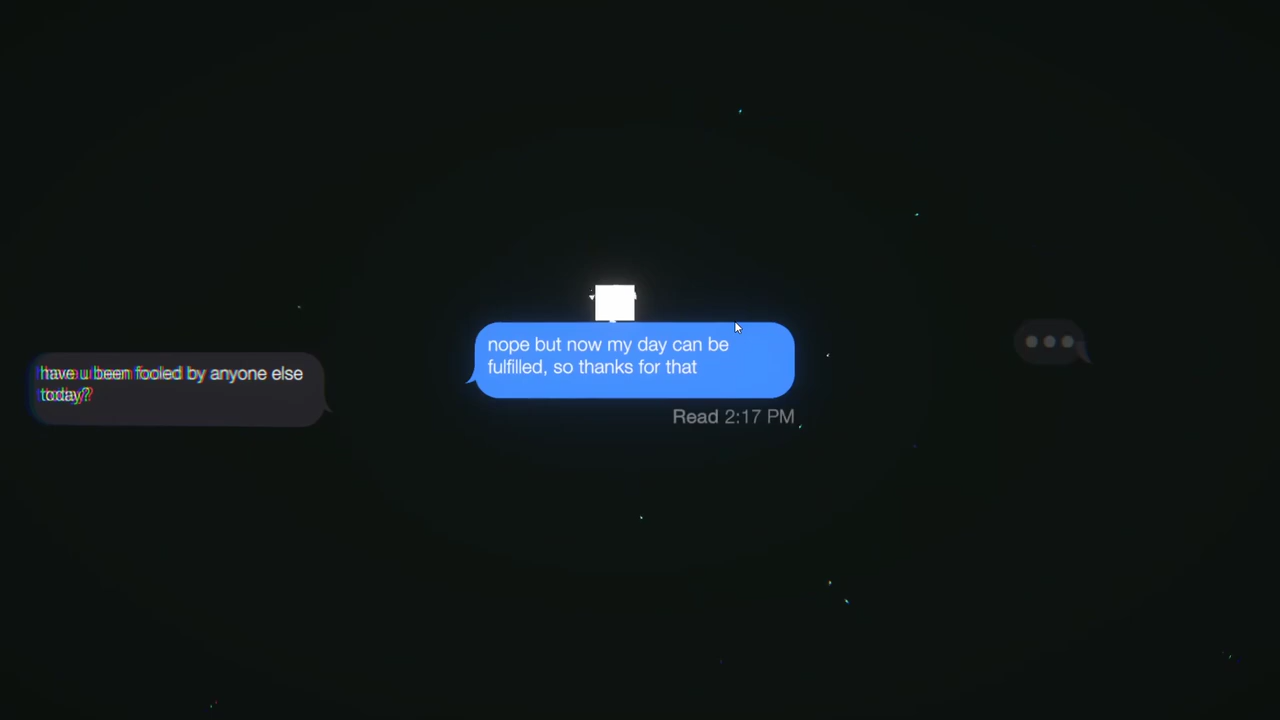 have u been fooled by anyone else
today?
nope but now my day can be
fulfilled, so thanks for that
Read 2:17 PM